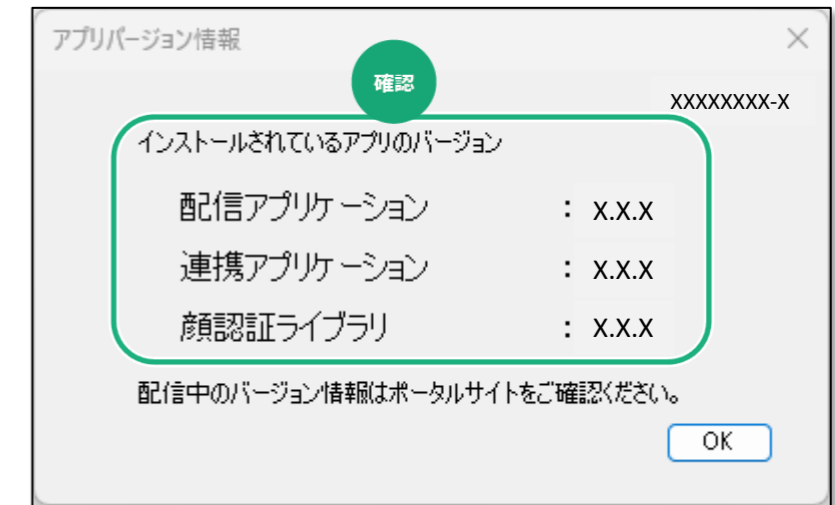 アプリバージョン情報
確認
XXXXXXXX-X
インストールされているアプリのバージョン
配信アプリケーション : X.X.X
連携アプリケーション : X.X.X
顔認証ライブラリ : X.X.X
配信中のバージョン情報はポータルサイトをご確認ください。
OK